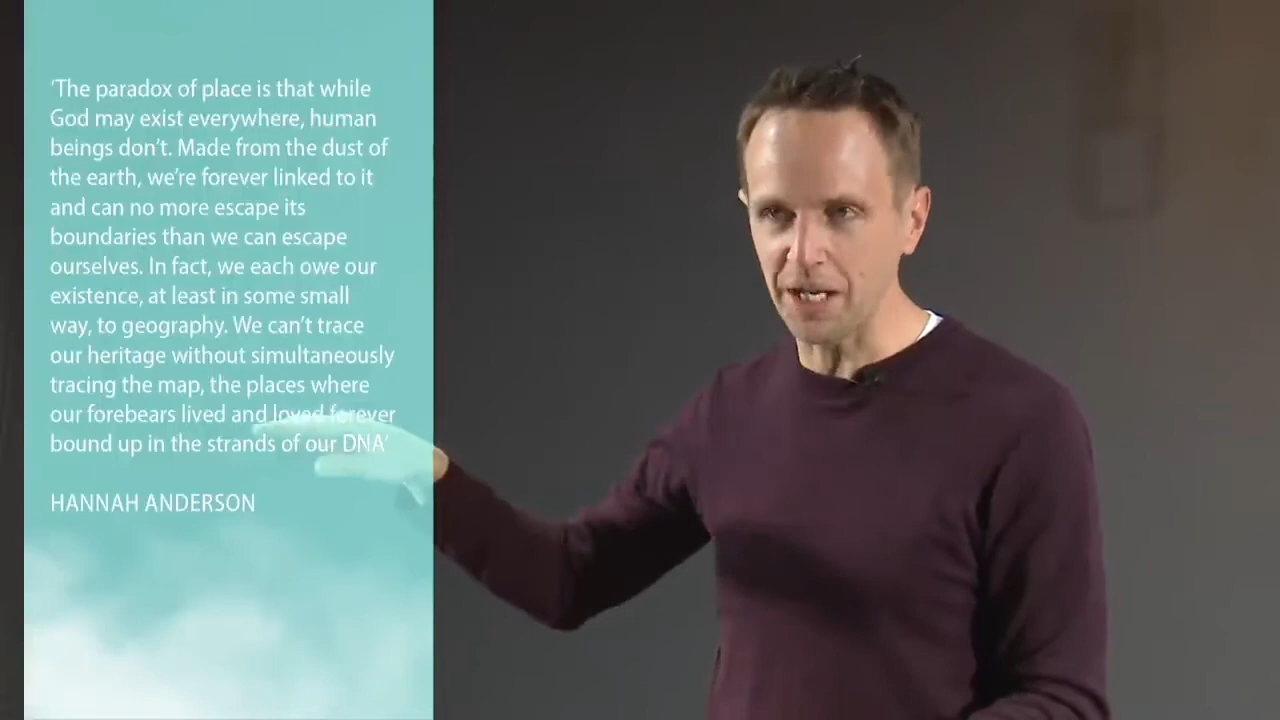 ‘The paradox of place is that while
God may exist everywhere, human
beings don’t. Made from the dust of
the earth, we’re forever linked to it
and can no more escape its
boundaries than we can escape
ourselves. In fact, we each owe our
existence, at least in some small
way, to geography. We can’t trace
our heritage without simultaneously
tracing the map, the places where
our forebears lived and loved forever
bound up in the strands of our DNA’
HANNAH ANDERSON